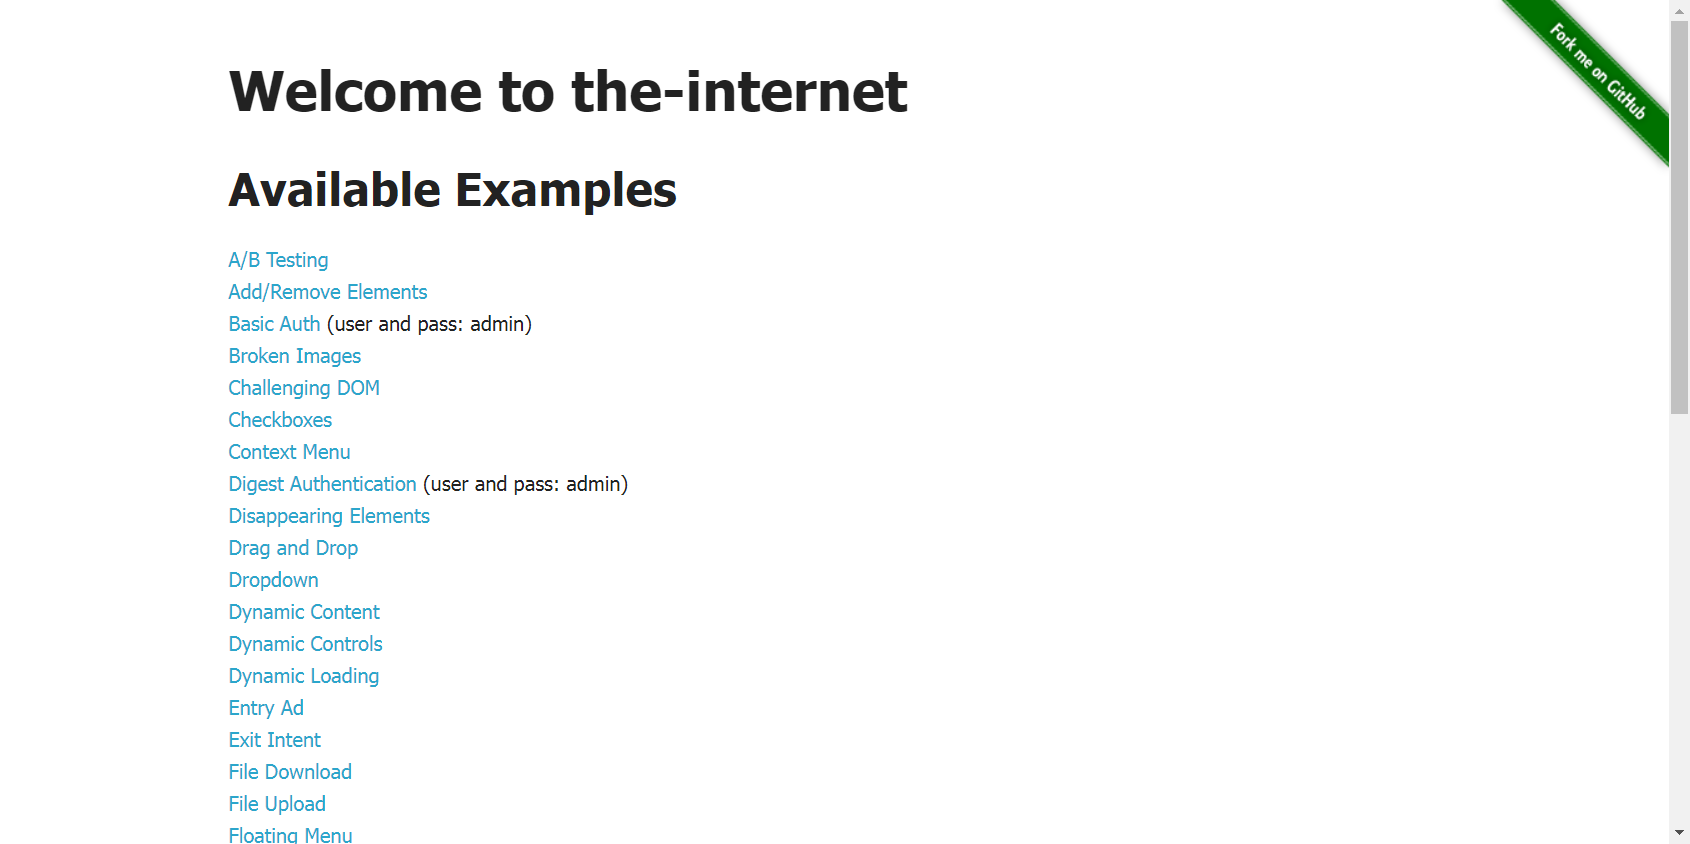 Fork me on GitHub
Welcome to the-internet
Available Examples
A/B Testing
Add/Remove Elements
Basic Auth (user and pass: admin)
Broken Images
Challenging DOM
Checkboxes
Context Menu
Digest Authentication (user and pass: admin)
Disappearing Elements
Drag and Drop
Dropdown
Dynamic Content
Dynamic Controls
Dynamic Loading
Entry Ad
Exit Intent
File Download
File Upload
Floating Menu